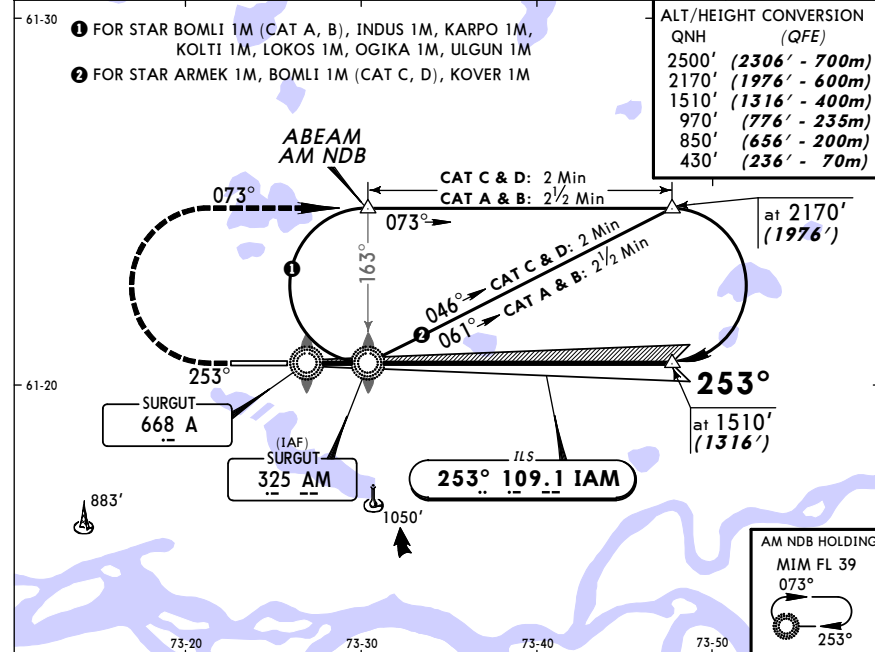 61-30
❶ FOR STAR BOMLI 1M (CAT A, B), INDUS 1M, KARPO 1M,
KOLTI 1M, LOKOS 1M, OGIKA 1M, ULGUN 1M
❷ FOR STAR ARMEK 1M, BOMLI 1M (CAT C, D), KOVER 1M
ALT/HEIGHT CONVERSION
QNH (QFE)
2500' (2306' - 700m)
2170' (1976' - 600m)
1510' (1316' - 400m)
970' (776' - 235m)
850' (656' - 200m)
430' (236' - 70m)
ABEAM
AM NDB
CAT C & D: 2 Min
CAT A & B: 2 1/2 Min
073°
073°
at 2170'
(1976')
163°
❶
046° CAT C & D: 2 Min
061° CAT A & B: 2 1/2 Min
❷
61-20
253°
253°
at 1510'
(1316')
SURGUT
668 A
(IAF)
SURGUT
325 AM
ILS
253° 109.1 IAM
883'
1050'
AM NDB HOLDING
MIM FL 39
073°
253°
73-20
73-30
73-40
73-50